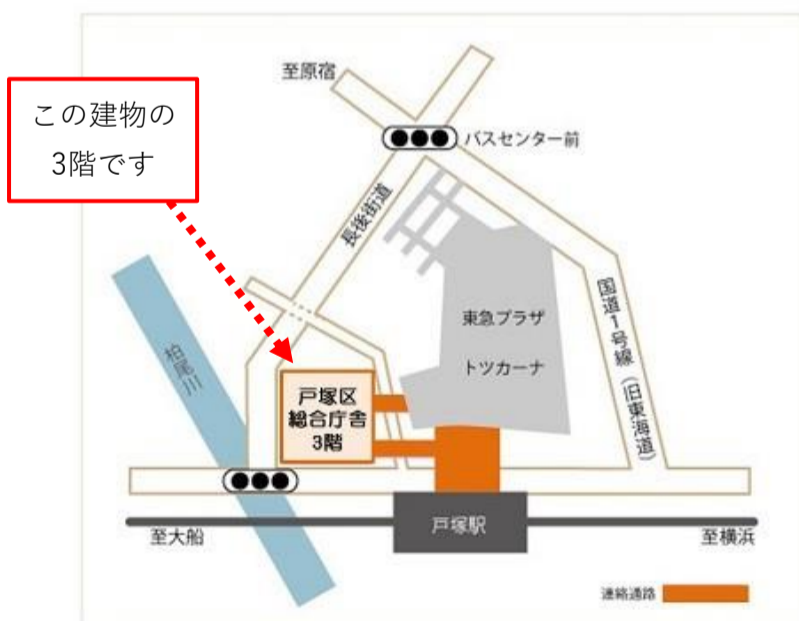 至原宿
この建物の
3階です
バスセンター前
長後街道
国道1号線(旧東海道)
東急プラザ
トツカーナ
柏尾川
戸塚区
総合庁舎
3階
戸塚駅
至大船
至横浜
連絡通路